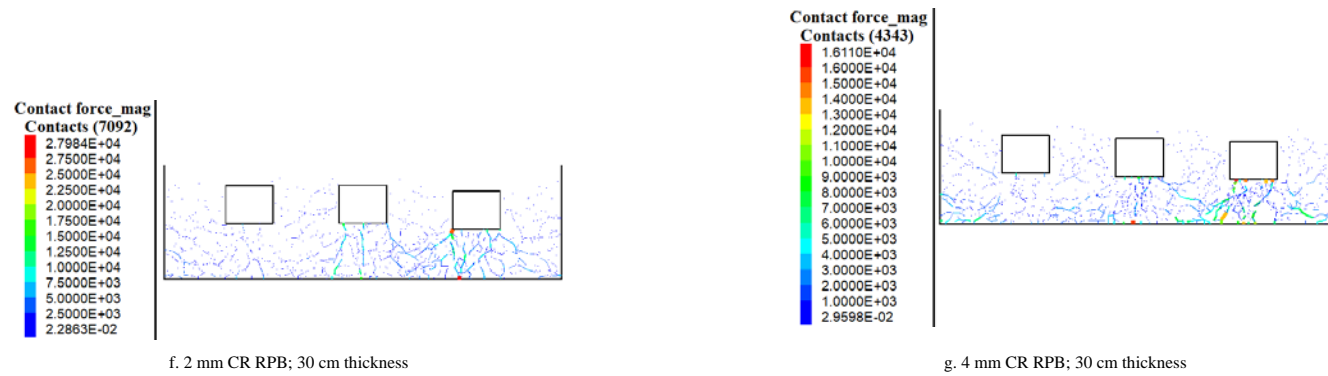 Contact force_mag
Contacts (7092)
2.7984E+04
2.7500E+04
2.5000E+04
2.2500E+04
2.0000E+04
1.7500E+04
1.5000E+04
1.2500E+04
1.0000E+04
7.5000E+03
5.0000E+03
2.5000E+03
2.2863E-02
f. 2 mm CR RPB; 30 cm thickness
Contact force_mag
Contacts (4343)
1.6110E+04
1.6000E+04
1.5000E+04
1.4000E+04
1.3000E+04
1.2000E+04
1.1000E+04
1.0000E+04
9.0000E+03
8.0000E+03
7.0000E+03
6.0000E+03
5.0000E+03
4.0000E+03
3.0000E+03
2.0000E+03
1.0000E+03
2.9598E-02
g. 4 mm CR RPB; 30 cm thickness